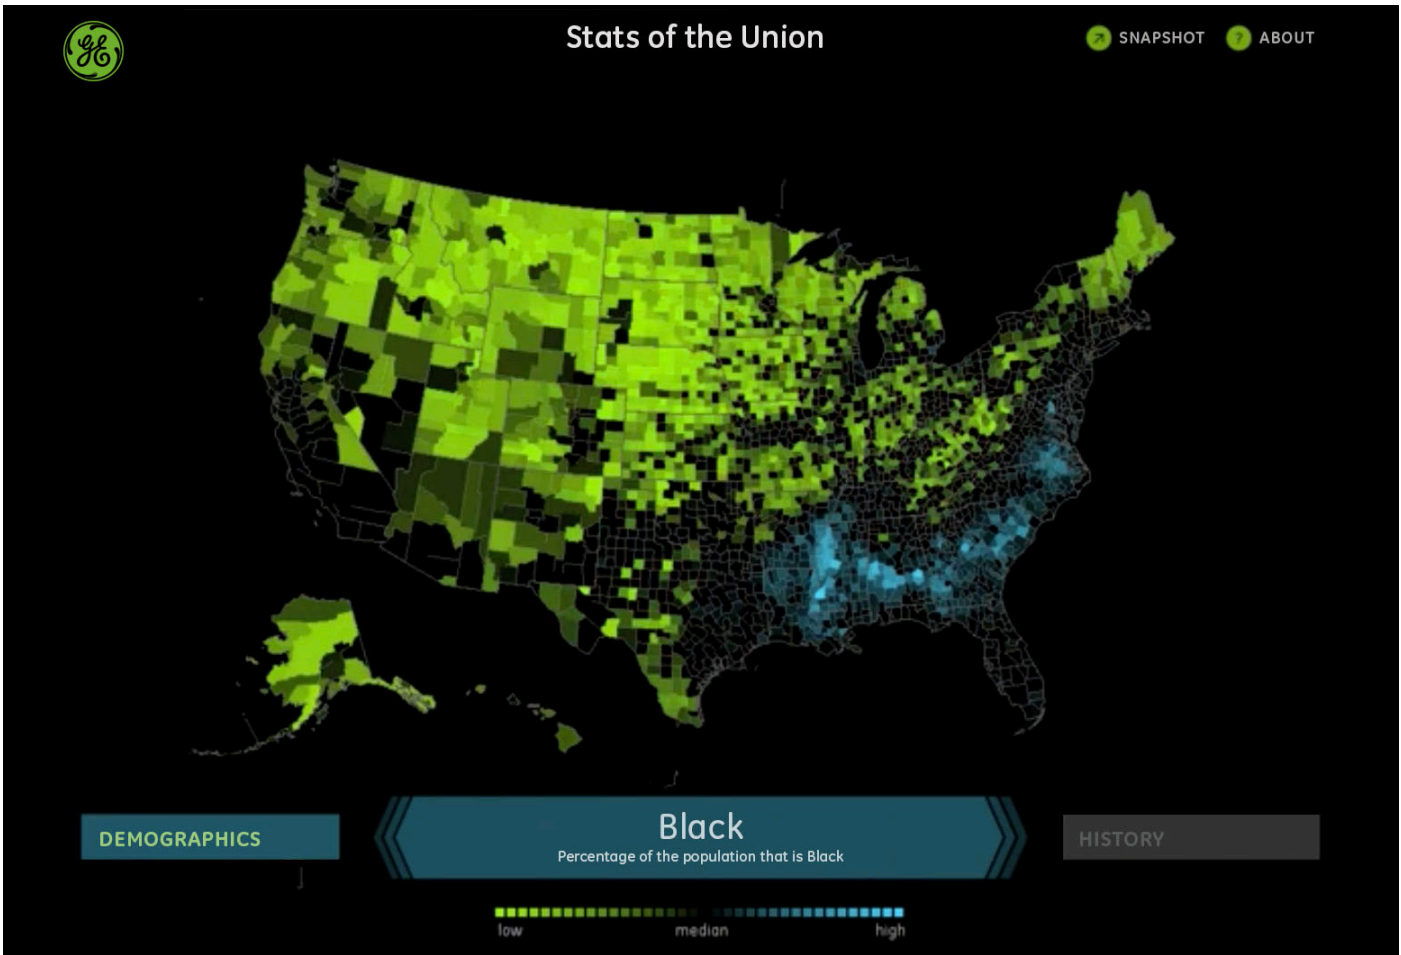 GE
Stats of the Union
SNAPSHOT
? ABOUT
DEMOGRAPHICS
Black
Percentage of the population that is Black
HISTORY
low median high